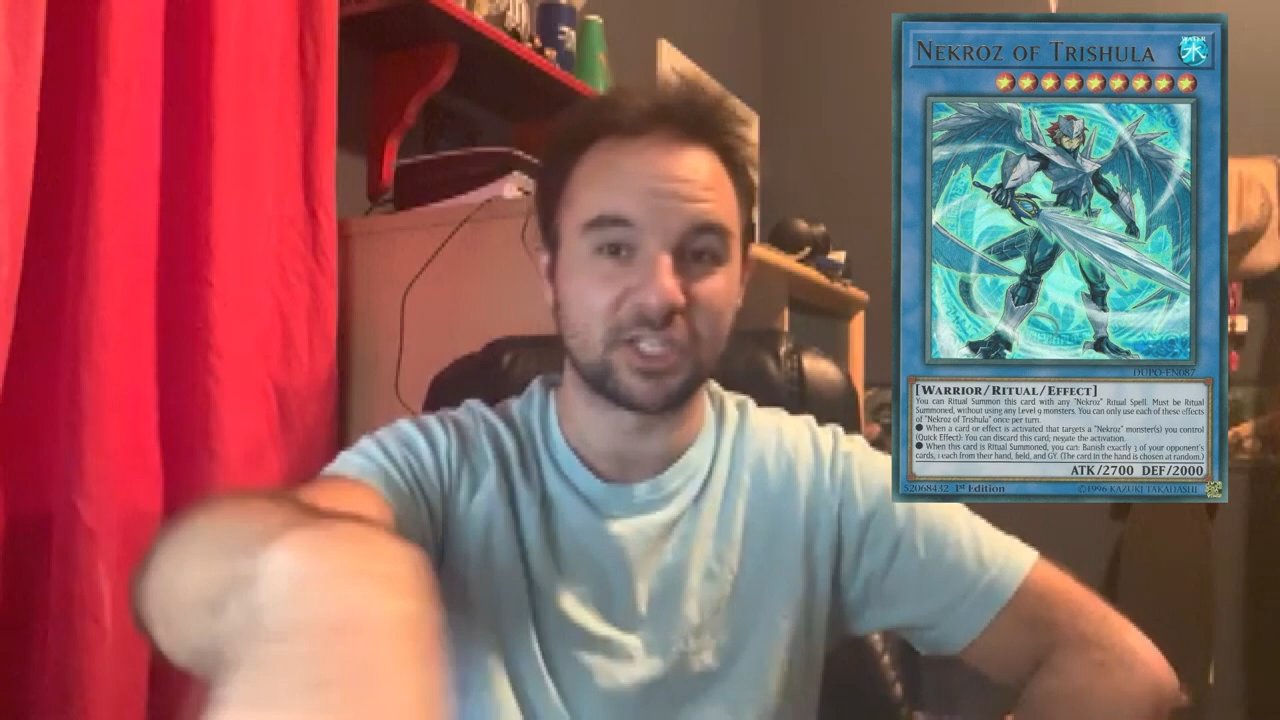 NEKROZ OF TRISHULA
WATER
水
DUPO-EN087
[WARRIOR/RITUAL/EFFECT]
You can Ritual Summon this card with any "Nekroz" Ritual Spell. Must be Ritual
Summoned, without using any Level 9 monsters. You can only use each of these effects
of "Nekroz of Trishula" once per turn.
● When a card or effect is activated that targets a "Nekroz" monster(s) you control
(Quick Effect): You can discard this card; negate the activation.
● When this card is Ritual Summoned, you can: Banish exactly 3 of your opponent's
cards, 1 each from their hand, field, and GY. (The card in the hand is chosen at random.)
ATK/2700 DEF/2000
52068432 1st Edition ©1996 KAZUKI TAKAHASHI